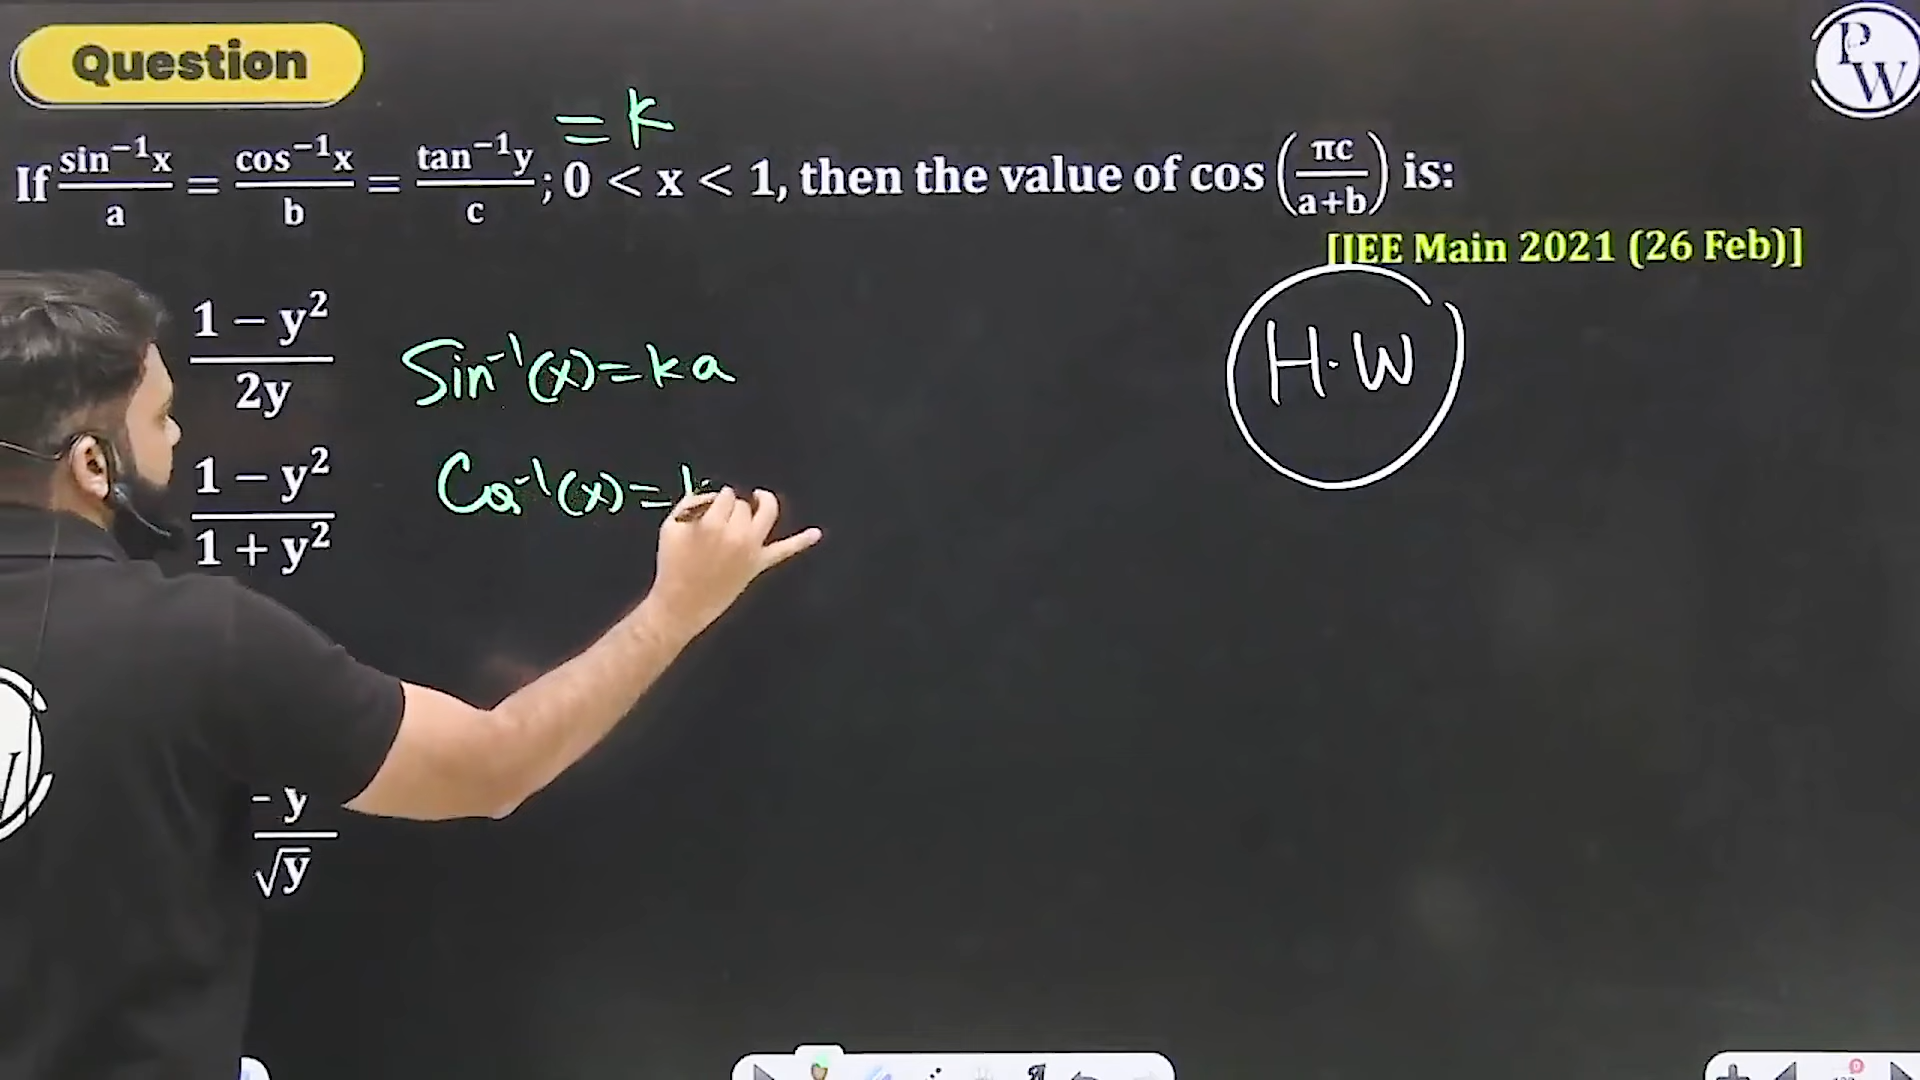 Question
PW
= k
If sin⁻¹x/a = cos⁻¹x/b = tan⁻¹y/c ; 0 < x < 1, then the value of cos (πc/a+b) is:
[JEE Main 2021 (26 Feb)]
H.W
1 − y²/2y
Sin⁻¹(x) = ka
1 − y²/1 + y²
Cos⁻¹(x) =
- y/√y